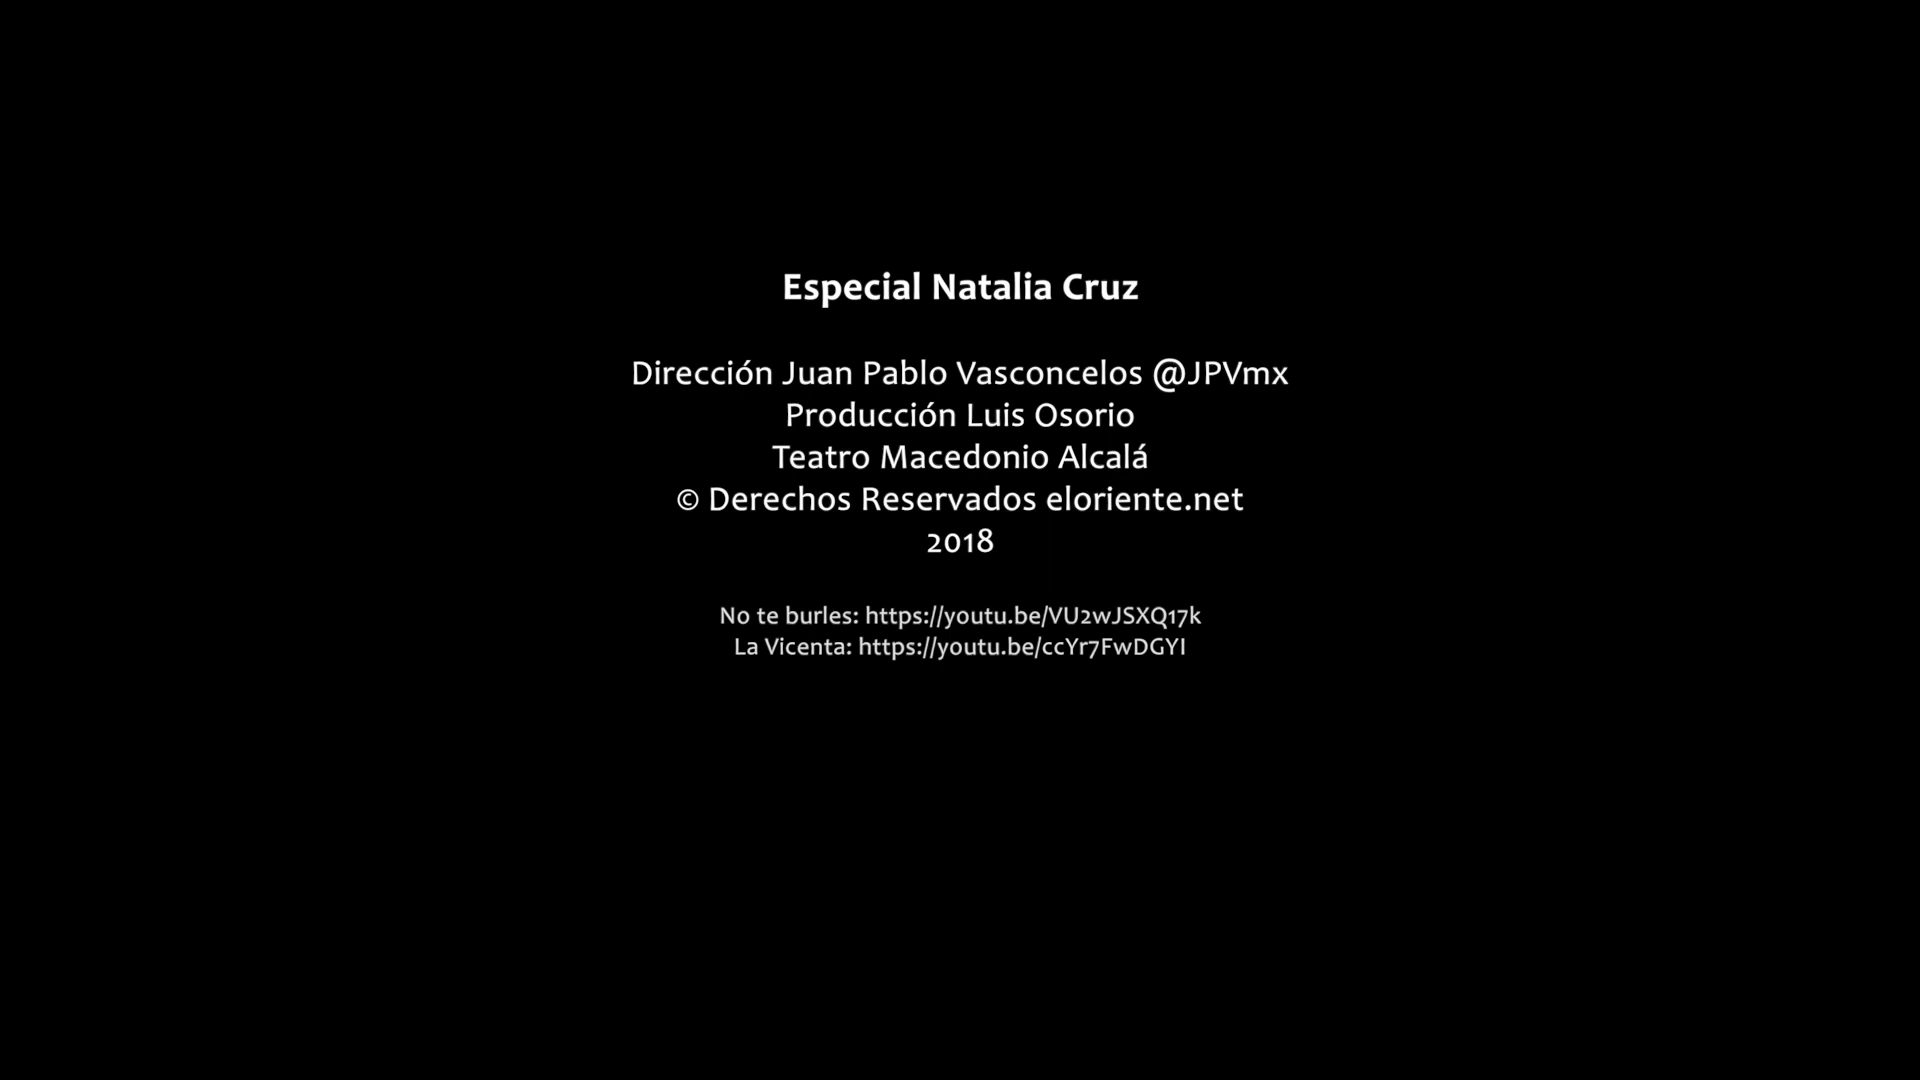 Especial Natalia Cruz
Dirección Juan Pablo Vasconcelos @JPVmx
Producción Luis Osorio
Teatro Macedonio Alcalá
© Derechos Reservados eloriente.net
2018
No te burles: https://youtu.be/VU2wJSXQ17k
La Vicenta: https://youtu.be/ccYr7FwDGYI